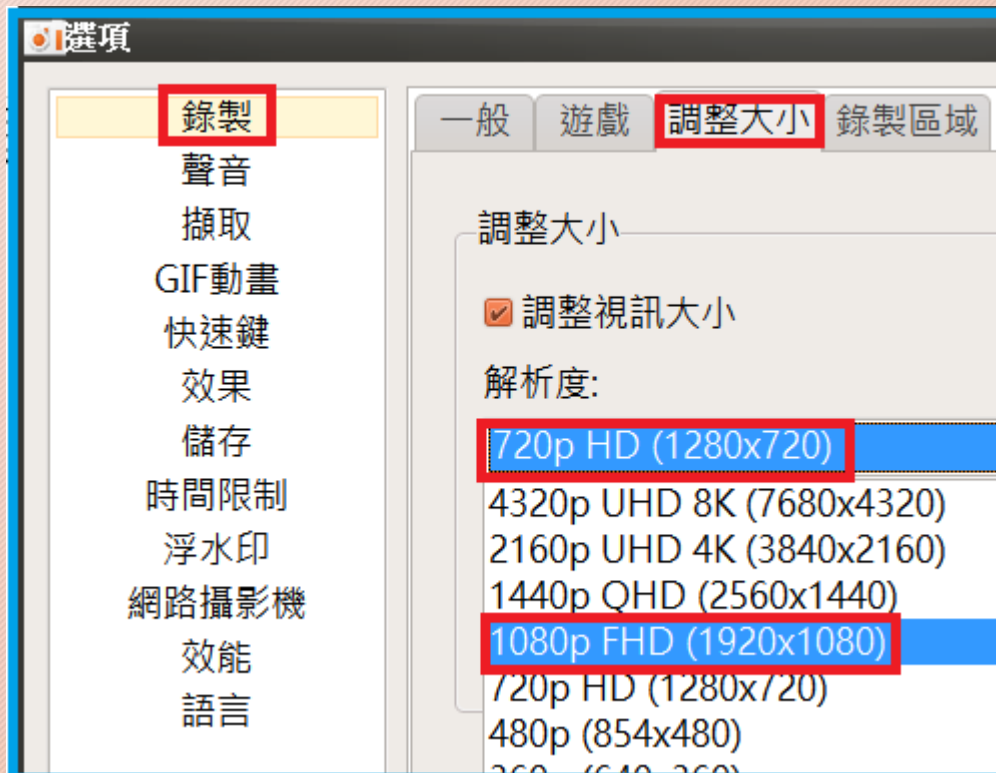 選項
錄製
聲音
擷取
GIF動畫
快速鍵
效果
儲存
時間限制
浮水印
網路攝影機
效能
語言
一般 遊戲 調整大小 錄製區域
調整大小
調整視訊大小
解析度:
720p HD (1280x720)
4320p UHD 8K (7680x4320)
2160p UHD 4K (3840x2160)
1440p QHD (2560x1440)
1080p FHD (1920x1080)
720p HD (1280x720)
480p (854x480)